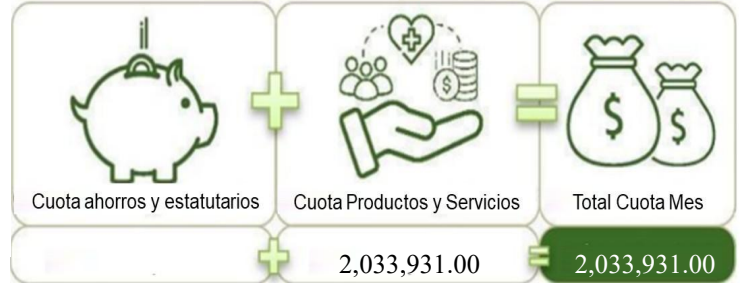 Cuota ahorros y estatutarios Cuota Productos y Servicios Total Cuota Mes
2,033,931.00 2,033,931.00